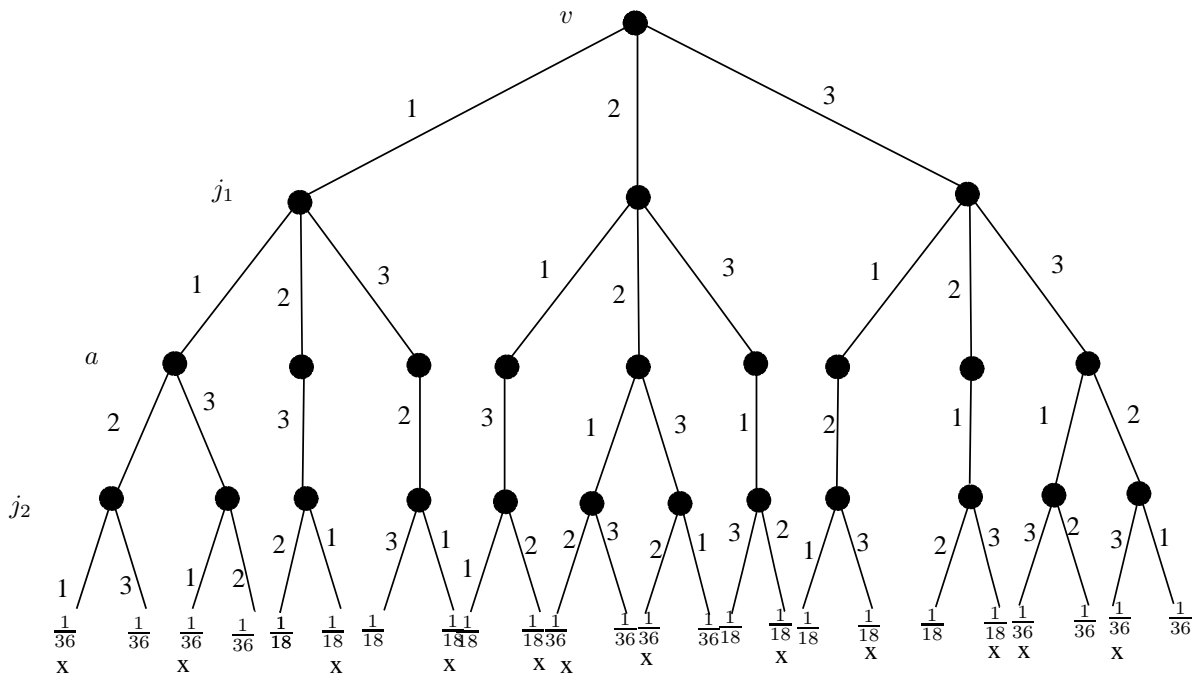 v
1 2 3
j₁
1 2 3 1 2 3 1 2 3
a
2 3 3 2 3 1 3 1 2 1 1 2
j₂
1 3 1 2 2 1 3 1 1 2 2 3 2 1 3 2 1 3 2 3 3 2 3 1
1/36 1/36 1/36 1/36 1/18 1/18 1/18 1/18 1/18 1/18 1/36 1/36 1/36 1/36 1/18 1/18 1/18 1/18 1/18 1/18 1/36 1/36 1/36 1/36
x x x x x x x x x x x x